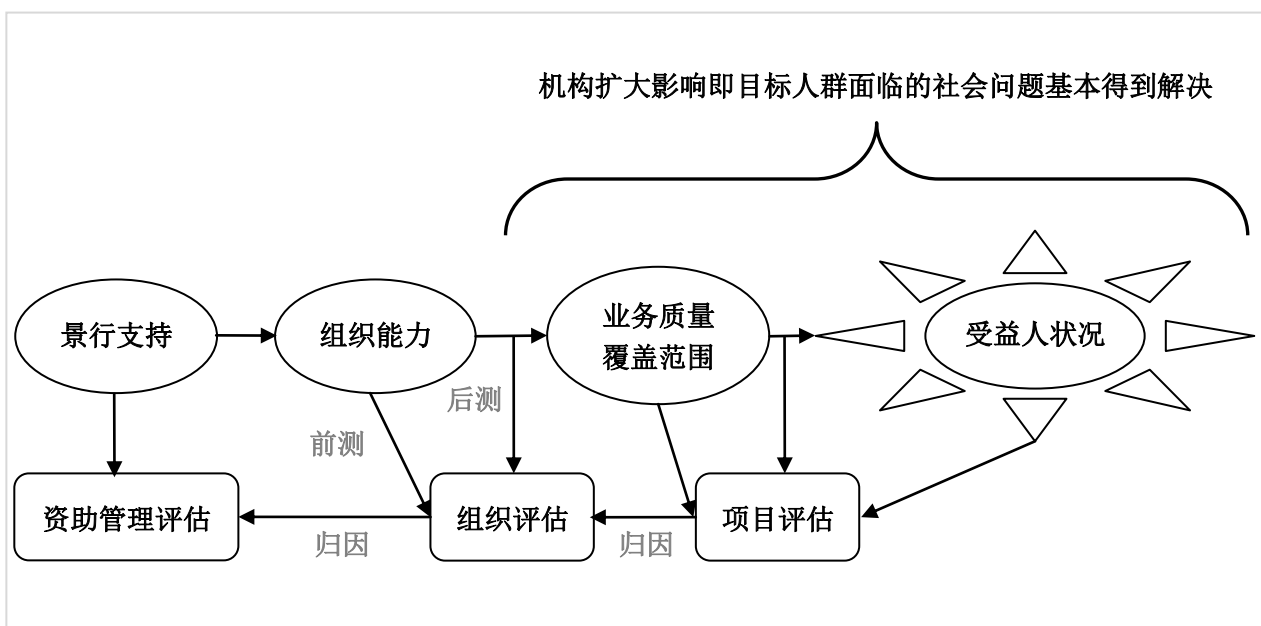 机构扩大影响即目标人群面临的社会问题基本得到解决
景行支持
组织能力
业务质量
覆盖范围
受益人状况
后测
前测
资助管理评估
组织评估
项目评估
归因
归因